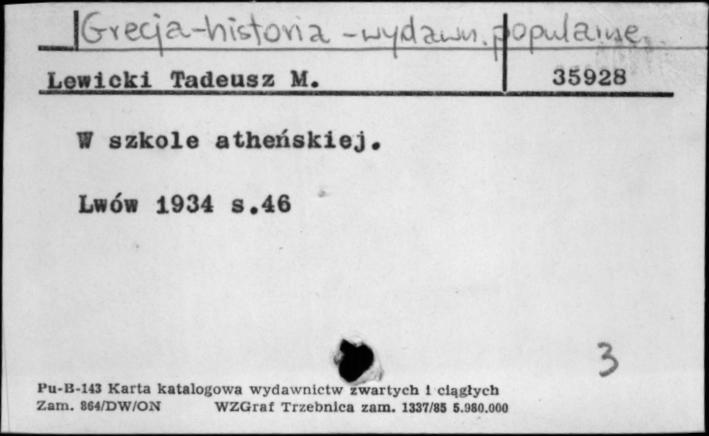 Grecja-historia - wydawn. popularne
Lewicki Tadeusz M. 35928
W szkole atheńskiej.
Lwów 1934 s.46
3
Pu-B-143 Karta katalogowa wydawnictw zwartych i ciągłych
Zam. 864/DW/ON WZGraf Trzebnica zam. 1337/85 5.980.000